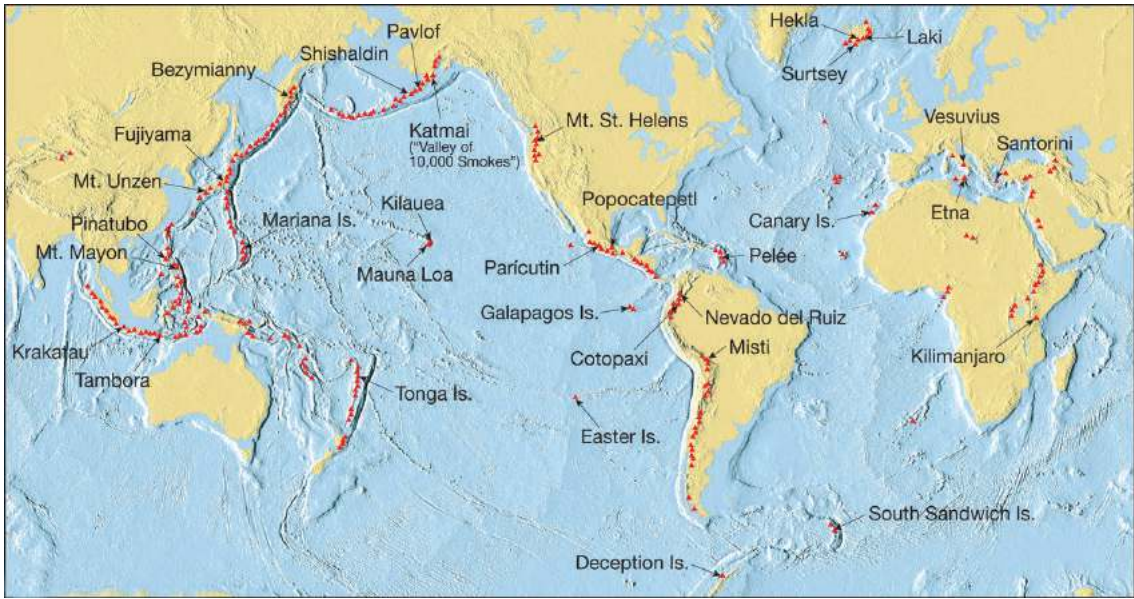 Hekla
Laki
Pavlof
Surtsey
Shishaldin
Bezymianny
Katmai
("Valley of
10,000 Smokes")
Mt. St. Helens
Vesuvius
Santorini
Fujiyama
Mt. Unzen
Popocatepetl
Kilauea
Canary Is.
Etna
Pinatubo
Mariana Is.
Mt. Mayon
Mauna Loa
Parícutin
Pelée
Galapagos Is.
Nevado del Ruiz
Krakatau
Cotopaxi
Misti
Kilimanjaro
Tambora
Tonga Is.
Easter Is.
South Sandwich Is.
Deception Is.